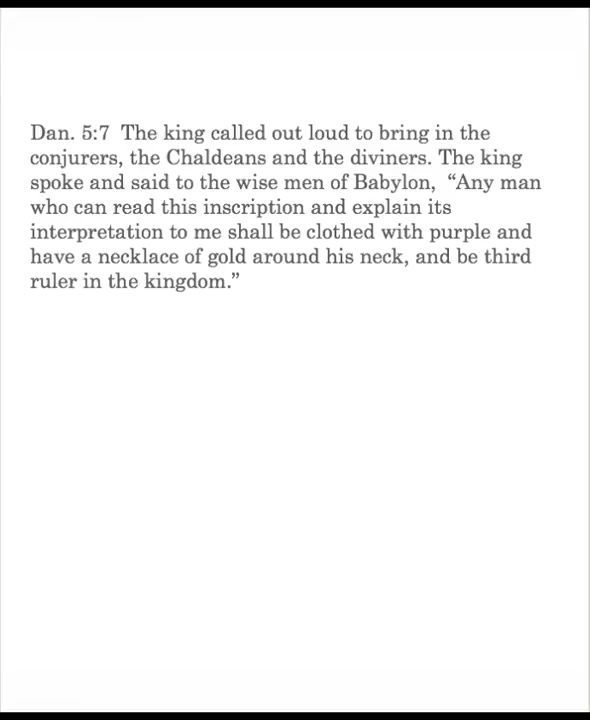 Dan. 5:7  The king called out loud to bring in the
conjurers, the Chaldeans and the diviners. The king
spoke and said to the wise men of Babylon,  “Any man
who can read this inscription and explain its
interpretation to me shall be clothed with purple and
have a necklace of gold around his neck, and be third
ruler in the kingdom.”